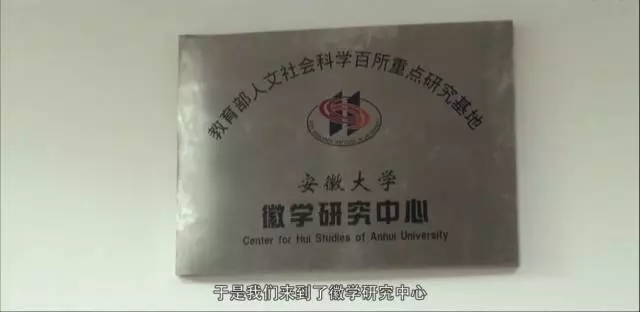 教育部人文社会科学百所重点研究基地
安徽大学
徽学研究中心
Center for Hui Studies of Anhui University
于是我们来到了徽学研究中心